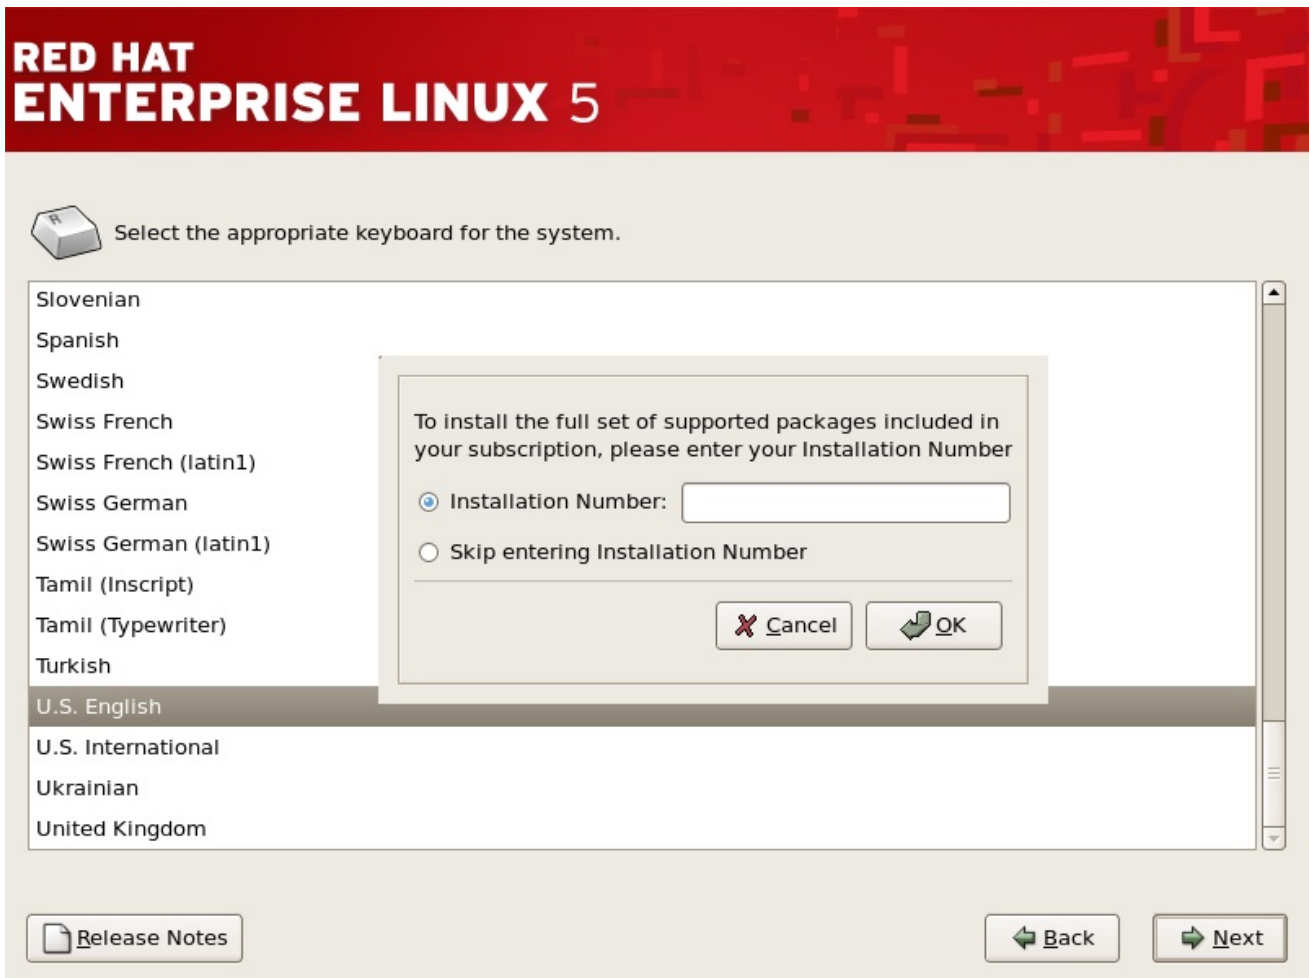 RED HAT
ENTERPRISE LINUX 5
R
Select the appropriate keyboard for the system.
Slovenian
Spanish
Swedish
Swiss French
Swiss French (latin1)
Swiss German
Swiss German (latin1)
Tamil (Inscript)
Tamil (Typewriter)
Turkish
U.S. English
U.S. International
Ukrainian
United Kingdom
To install the full set of supported packages included in
your subscription, please enter your Installation Number
Installation Number:
Skip entering Installation Number
Cancel OK
Release Notes Back Next